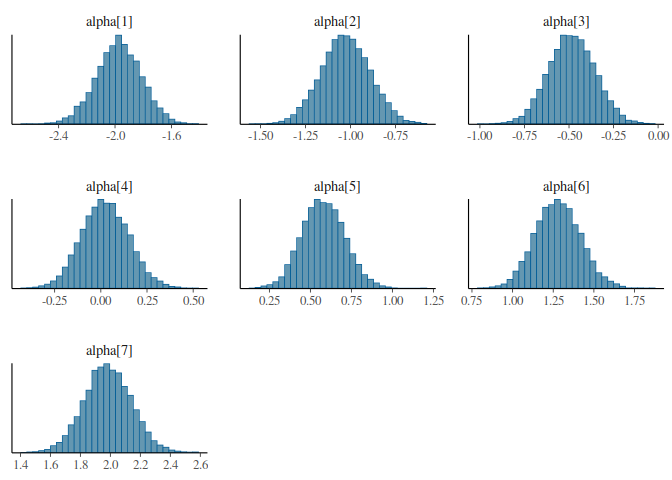 alpha[1] alpha[2] alpha[3]
-2.4 -2.0 -1.6 -1.50 -1.25 -1.00 -0.75 -1.00 -0.75 -0.50 -0.25 0.00
alpha[4] alpha[5] alpha[6]
-0.25 0.00 0.25 0.50 0.25 0.50 0.75 1.00 1.25 0.75 1.00 1.25 1.50 1.75
alpha[7]
1.4 1.6 1.8 2.0 2.2 2.4 2.6